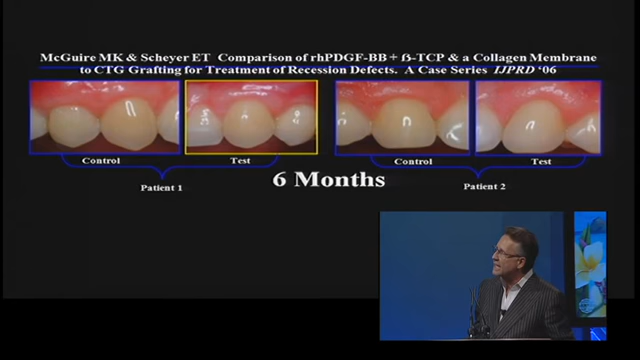 McGuire MK & Scheyer ET Comparison of rhPDGF-BB + ß-TCP & a Collagen Membrane
to CTG Grafting for Treatment of Recession Defects. A Case Series IJPRD ‘06
Control
Test
Control
Test
Patient 1
6 Months
Patient 2